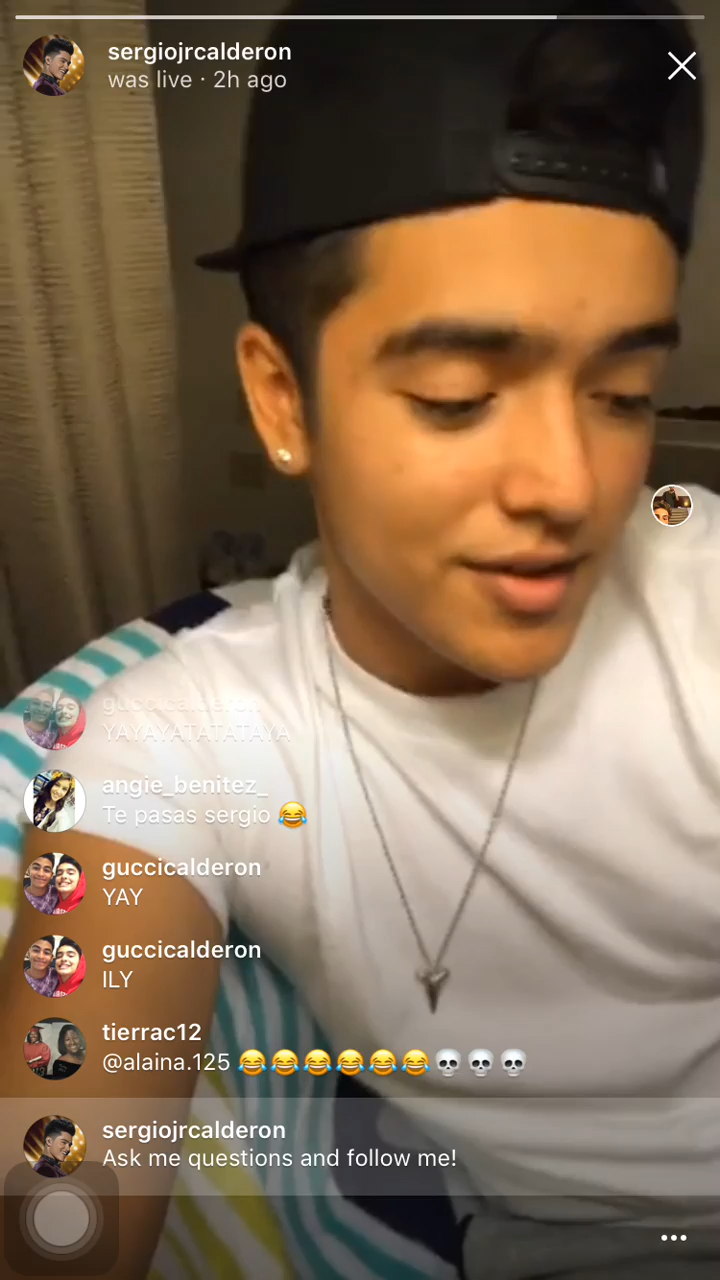 sergiojrcalderon
was live · 2h ago
guccicalderon
YAYAYATATATAYA
angie_benitez_
Te pasas sergio 😂
guccicalderon
YAY
guccicalderon
ILY
tierrac12
@alaina.125 😂😂😂😂😂😂💀💀💀
sergiojrcalderon
Ask me questions and follow me!